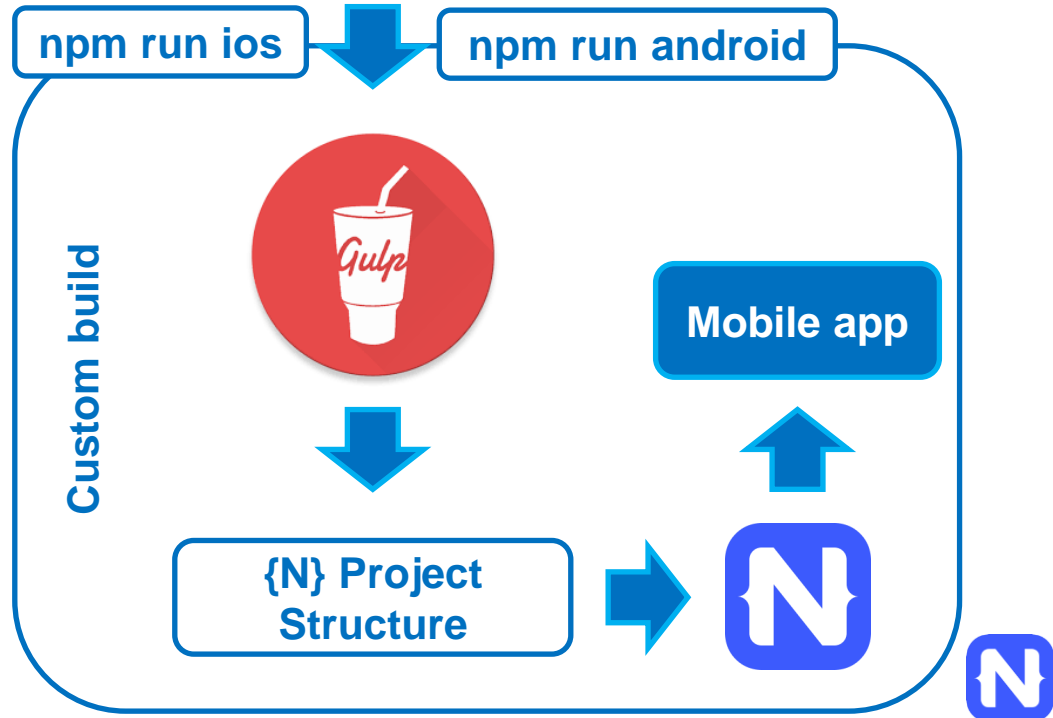 npm run ios
npm run android
Gulp
Custom build
Mobile app
{N} Project
Structure
N
N